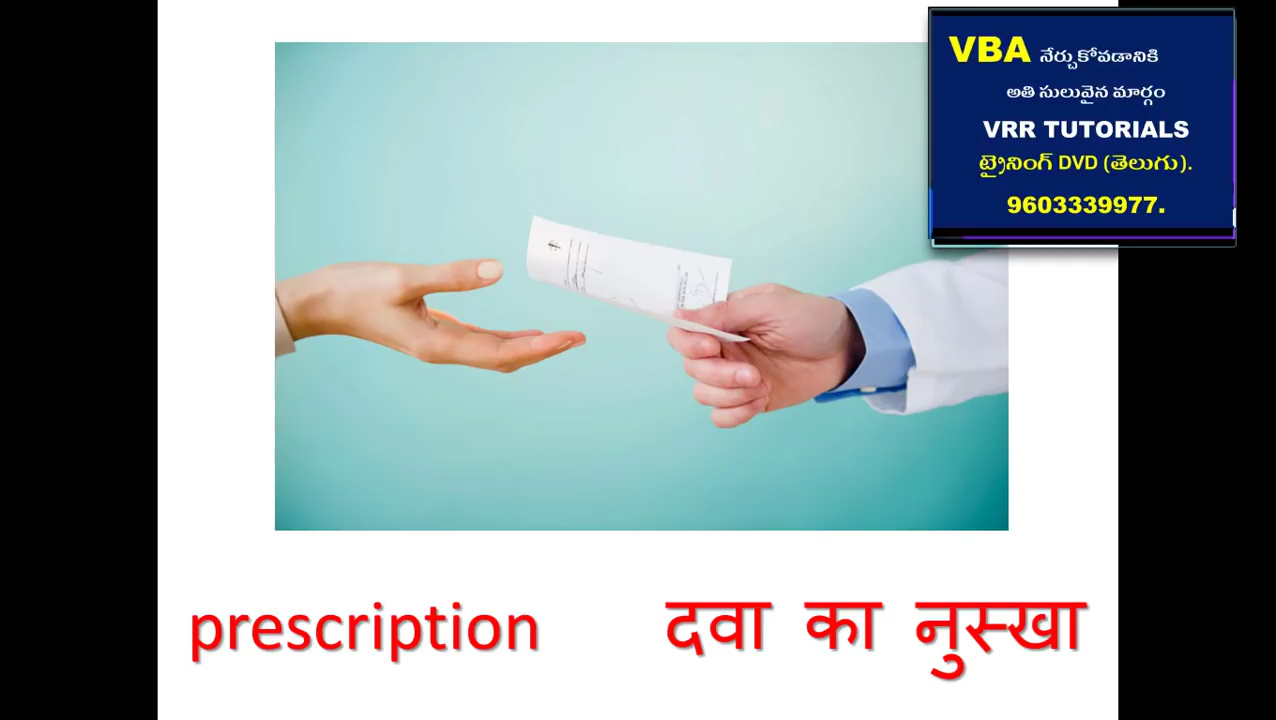 VBA నేర్చుకోవడానికి
అతి సులువైన మార్గం
VRR TUTORIALS
ట్రైనింగ్ DVD (తెలుగు).
9603339977.
prescription दवा का नुस्खा